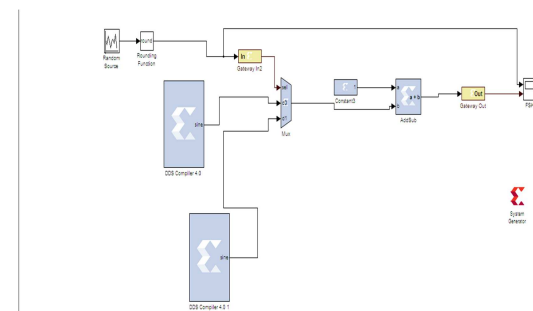 Random
Source
round
Rounding
Function
In
Gateway In2
sel
d0
d1
Mux
sine
DDS Compiler 4.0
sine
DDS Compiler 4.0 1
1
Constant3
a
b
a + b
AddSub
Out
Gateway Out
System
Generator